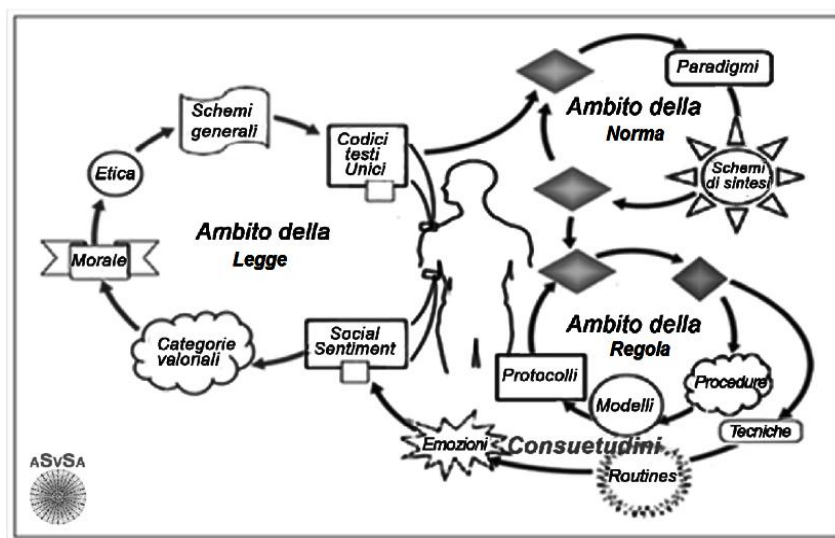 Paradigmi
Ambito della
Norma
Schemi
generali
Codici
testi
Unici
Schemi
di sintesi
Etica
Ambito della
Legge
Morale
Ambito della
Regola
Categorie
valoriali
Social
Sentiment
Protocolli
Modelli
Procedure
Tecniche
Emozioni
Consuetudini
Routines
ASVSA